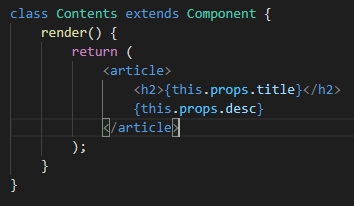 class Contents extends Component {
    render() {
        return (
            <article>
                <h2>{this.props.title}</h2>
                {this.props.desc}
            </article>
        );
    }
}